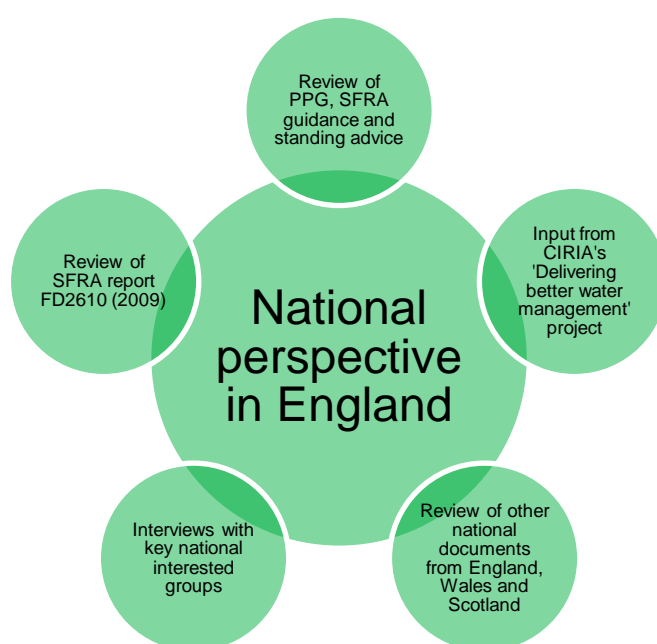 Review of
PPG, SFRA
guidance and
standing advice
Review of
SFRA report
FD2610 (2009)
Input from
CIRIA's
'Delivering
better water
management'
project
National
perspective
in England
Interviews with
key national
interested
groups
Review of other
national
documents
from England,
Wales and
Scotland